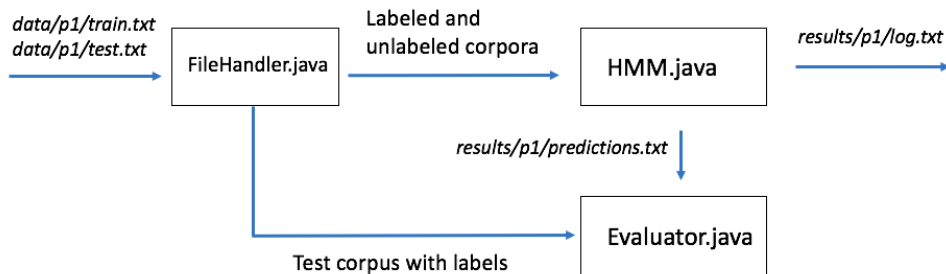 data/p1/train.txt
data/p1/test.txt
FileHandler.java
Labeled and
unlabeled corpora
HMM.java
results/p1/log.txt
results/p1/predictions.txt
Evaluator.java
Test corpus with labels